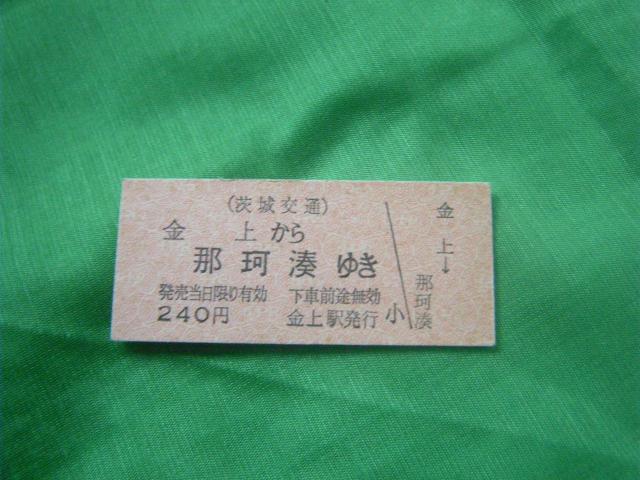 (茨城交通)
金上から
那珂湊ゆき
発売当日限り有効 下車前途無効
240円 金上駅発行 小
金上→那珂湊